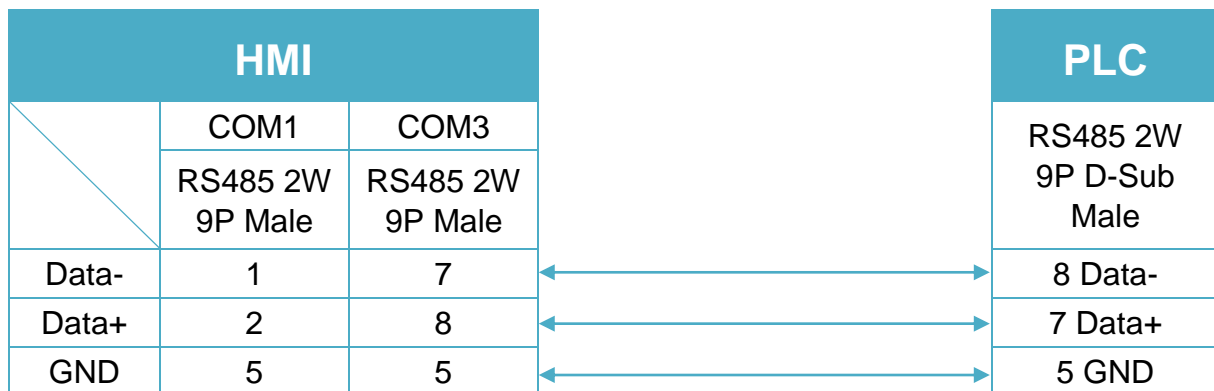 HMI
PLC
COM1 COM3
RS485 2W
9P Male
RS485 2W
9P Male
RS485 2W
9P D-Sub
Male
Data- 1 7 8 Data-
Data+ 2 8 7 Data+
GND 5 5 5 GND